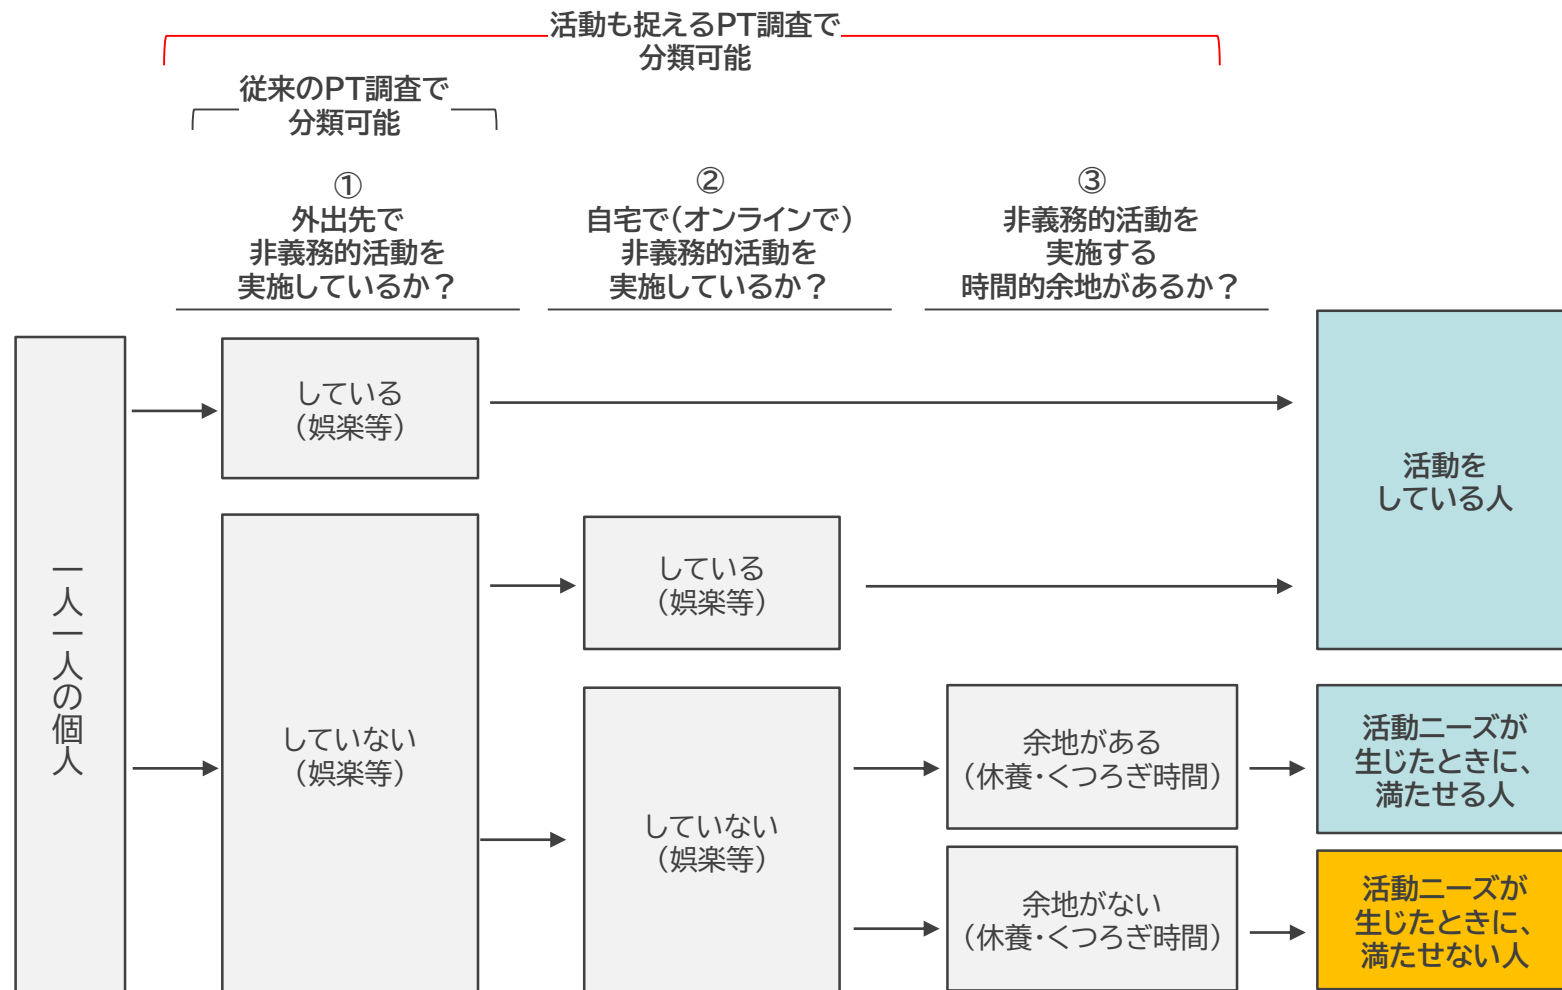 活動も捉えるPT調査で
分類可能
従来のPT調査で
分類可能
①
外出先で
非義務的活動を
実施しているか？
②
自宅で(オンラインで)
非義務的活動を
実施しているか？
③
非義務的活動を
実施する
時間的余地があるか？
一人一人の個人
している
（娯楽等）
していない
（娯楽等）
している
（娯楽等）
していない
（娯楽等）
余地がある
（休養・くつろぎ時間）
余地がない
（休養・くつろぎ時間）
活動を
している人
活動ニーズが
生じたときに、
満たせる人
活動ニーズが
生じたときに、
満たせない人